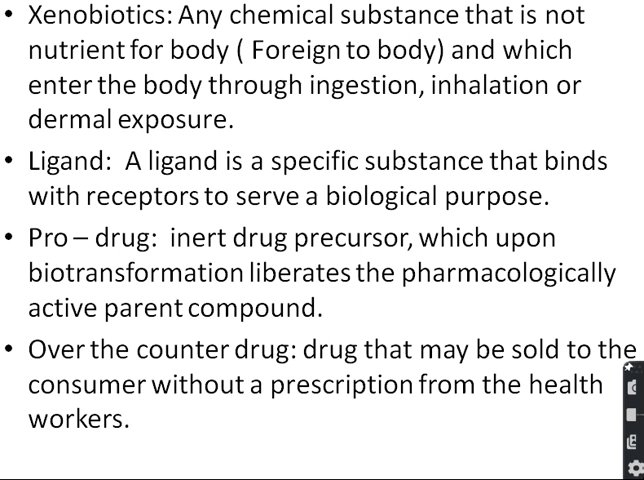 • Xenobiotics: Any chemical substance that is not
nutrient for body ( Foreign to body) and which
enter the body through ingestion, inhalation or
dermal exposure.
• Ligand:  A ligand is a specific substance that binds
with receptors to serve a biological purpose.
• Pro – drug:  inert drug precursor, which upon
biotransformation liberates the pharmacologically
active parent compound.
• Over the counter drug: drug that may be sold to the
consumer without a prescription from the health
workers.